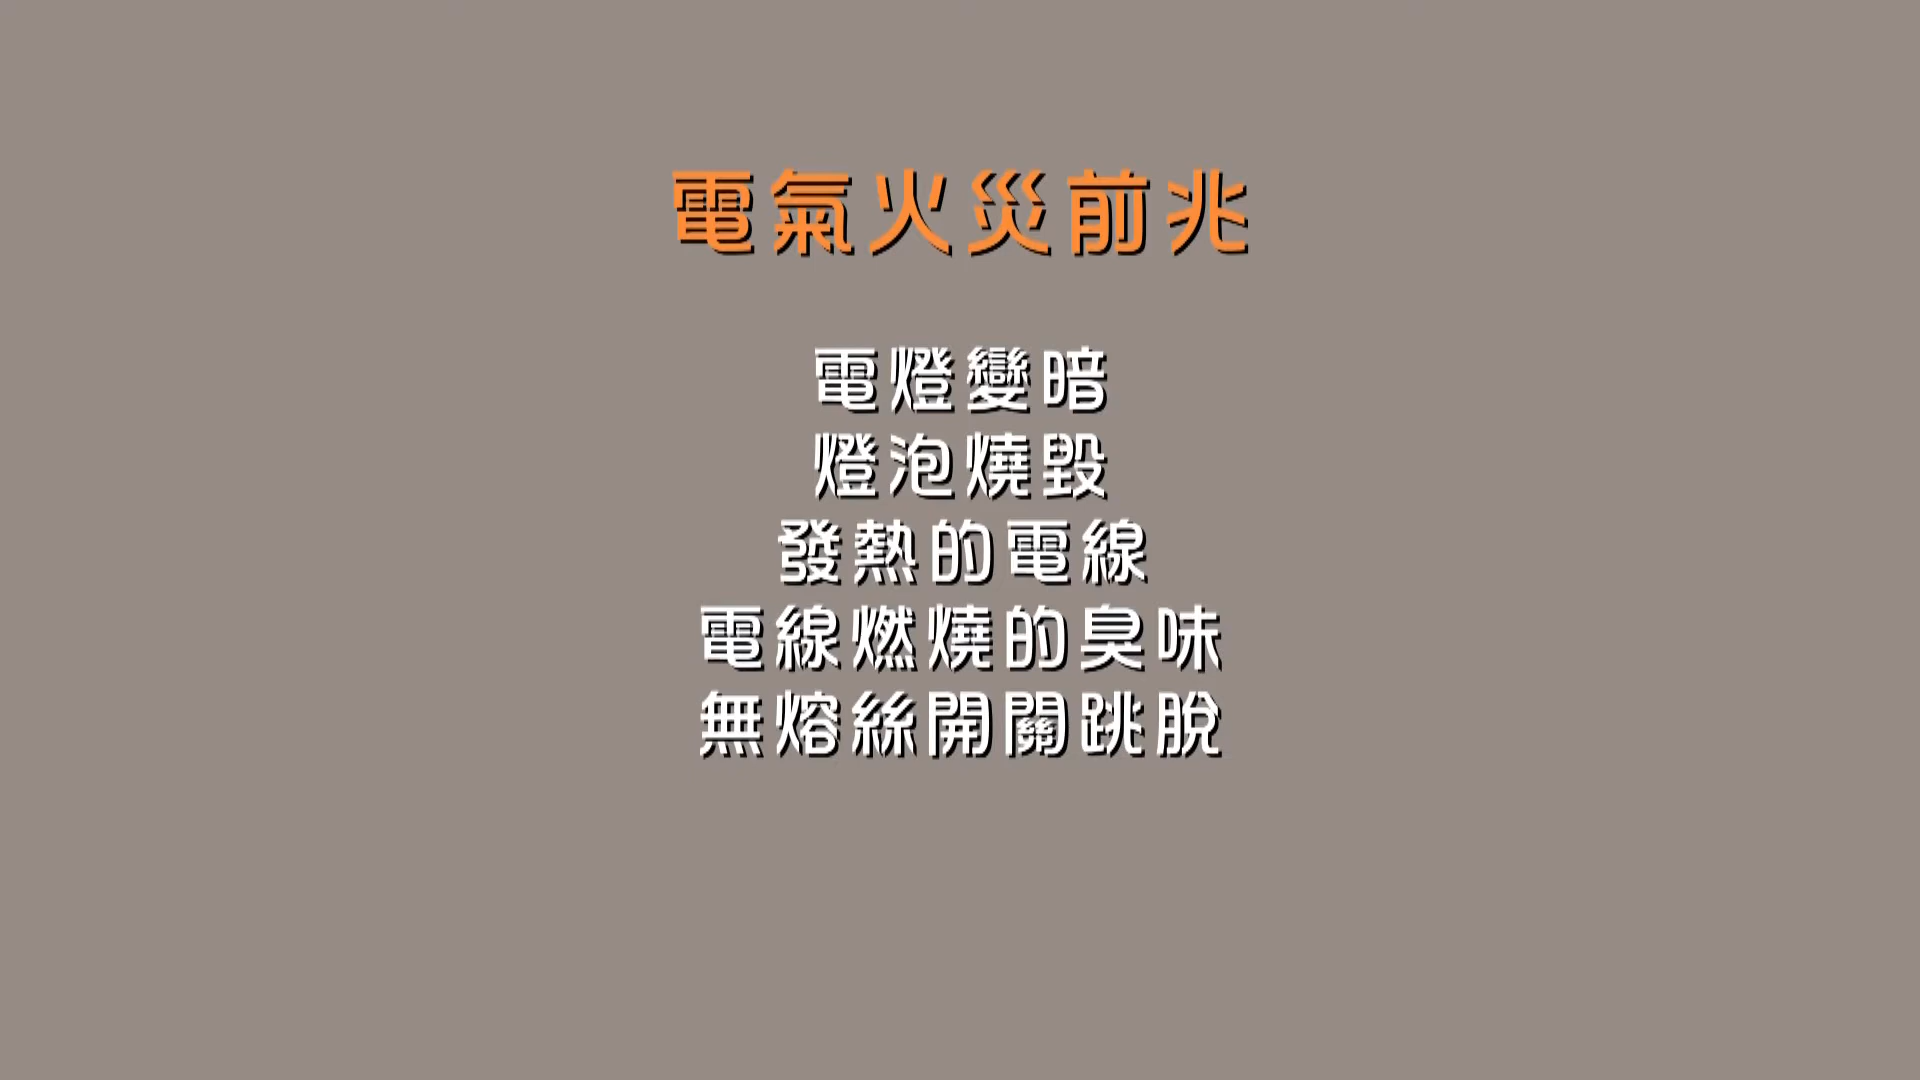 電氣火災前兆
電燈變暗
燈泡燒毀
發熱的電線
電線燃燒的臭味
無熔絲開關跳脫